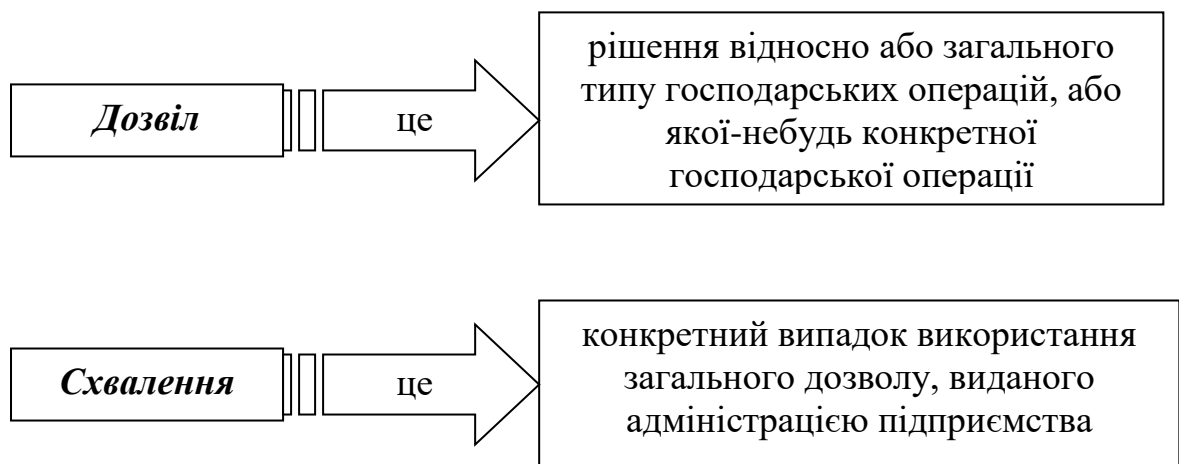 Дозвіл
це
рішення відносно або загального
типу господарських операцій, або
якої-небудь конкретної
господарської операції
Схвалення
це
конкретний випадок використання
загального дозволу, виданого
адміністрацією підприємства